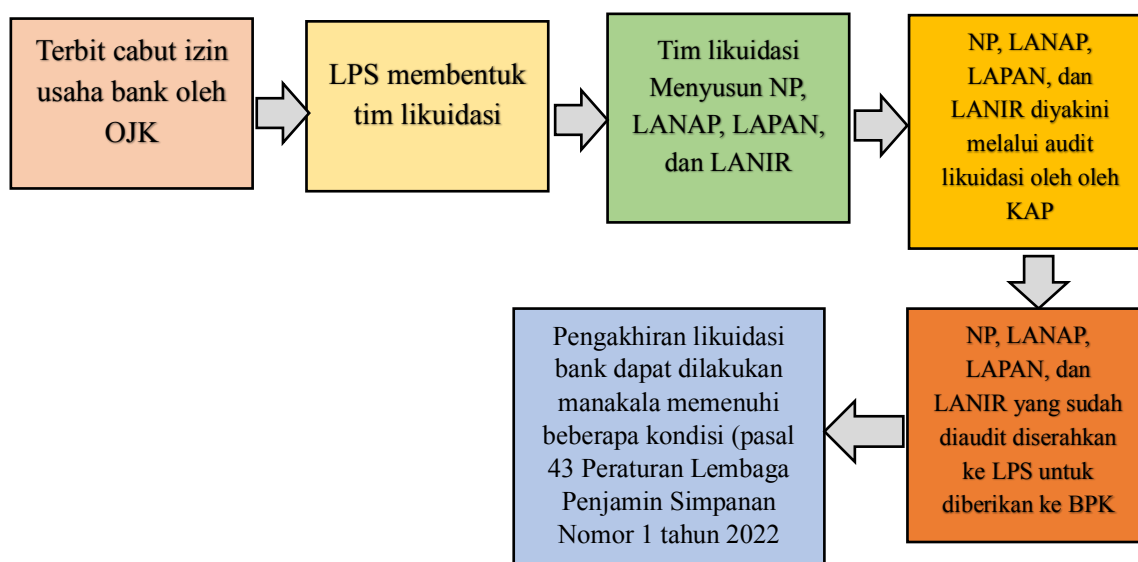 Terbit cabut izin
usaha bank oleh
OJK
LPS membentuk
tim likuidasi
Tim likuidasi
Menyusun NP,
LANAP, LAPAN,
dan LANIR
NP, LANAP,
LAPAN, dan
LANIR diyakini
melalui audit
likuidasi oleh oleh
KAP
NP, LANAP,
LAPAN, dan
LANIR yang sudah
diaudit diserahkan
ke LPS untuk
diberikan ke BPK
Pengakhiran likuidasi
bank dapat dilakukan
manakala memenuhi
beberapa kondisi (pasal
43 Peraturan Lembaga
Penjamin Simpanan
Nomor 1 tahun 2022